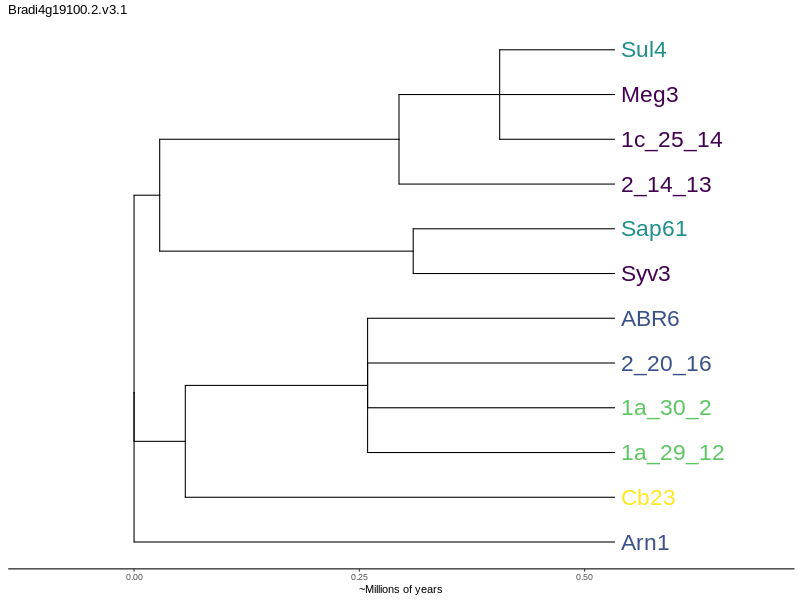 Bradi4g19100.2.v3.1
Sul4
Meg3
1c_25_14
2_14_13
Sap61
Syv3
ABR6
2_20_16
1a_30_2
1a_29_12
Cb23
Arn1
0.00 0.25 0.50
~Millions of years